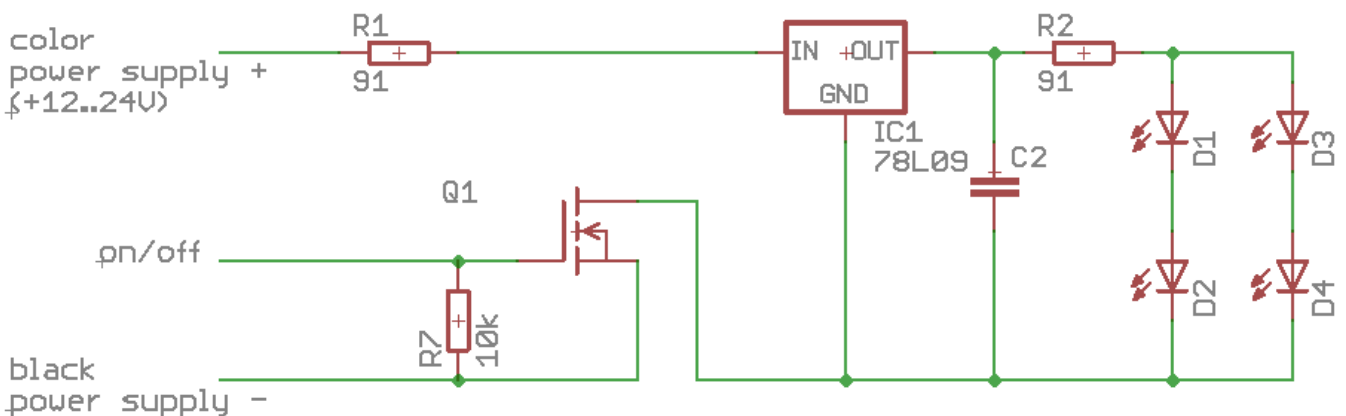 color
power supply +
(+12..24V)
R1
91
IN
OUT
GND
IC1
78L09
R2
91
C2
D1
D3
Q1
on/off
R7
10k
D2
D4
black
power supply -